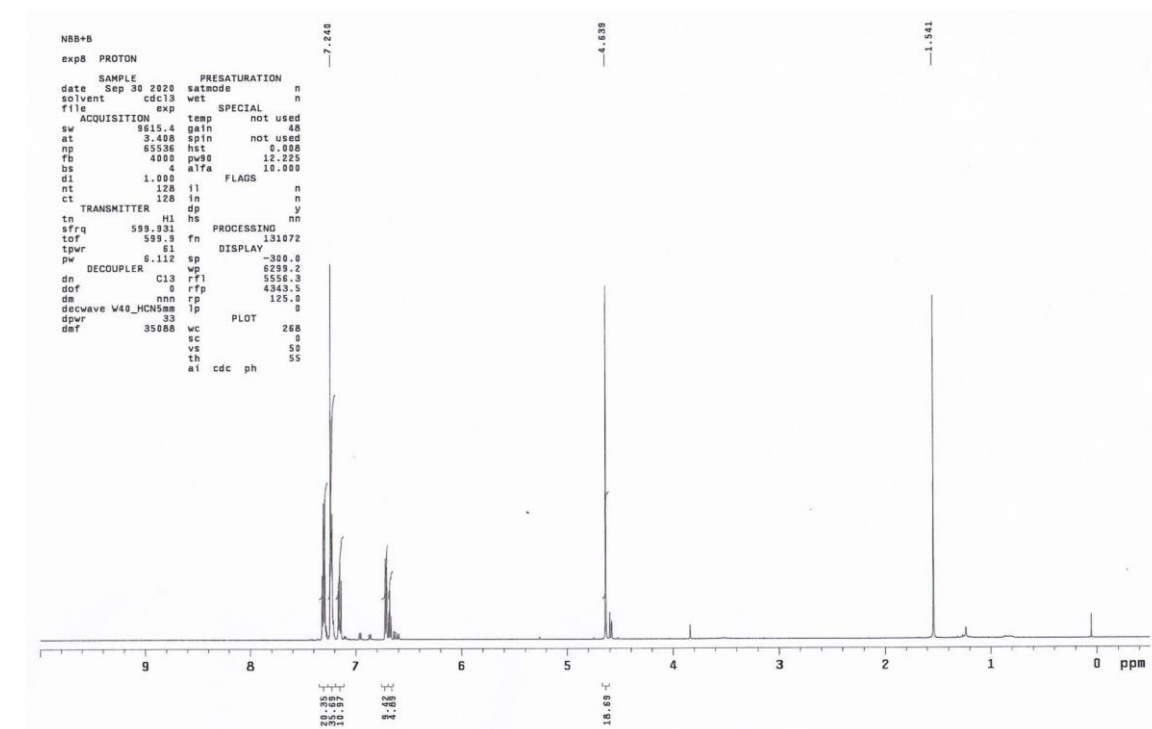 —7.240
—4.639
—1.541
NBB+B
exp8 PROTON
SAMPLE PRESATURATION
date Sep 30 2020 satmode n
solvent cdcl3 wet n
file exp SPECIAL
ACQUISITION temp not used
sw 9615.4 gain 48
at 3.408 spin not used
np 65536 hst 0.008
fb 4000 pw90 12.225
bs 4 alfa 10.000
d1 1.000 FLAGS
nt 128 il n
ct 128 in n
TRANSMITTER dp y
tn H1 hs nn
sfrq 599.931 PROCESSING
tof 599.9 fn 131072
tpwr 61 DISPLAY
pw 6.112 sp -300.0
DECOUPLER wp 6299.2
dn C13 rfl 5556.3
dof 0 rfp 4343.5
dm nnn rp 125.0
decwave W40_HCN5mm lp 0
dpwr 33 PLOT
dmf 35088 wc 268
sc 0
vs 50
th 55
ai cdc ph
9 8 7 6 5 4 3 2 1 0 ppm
20.35
35.69
10.97
9.42
4.89
18.69